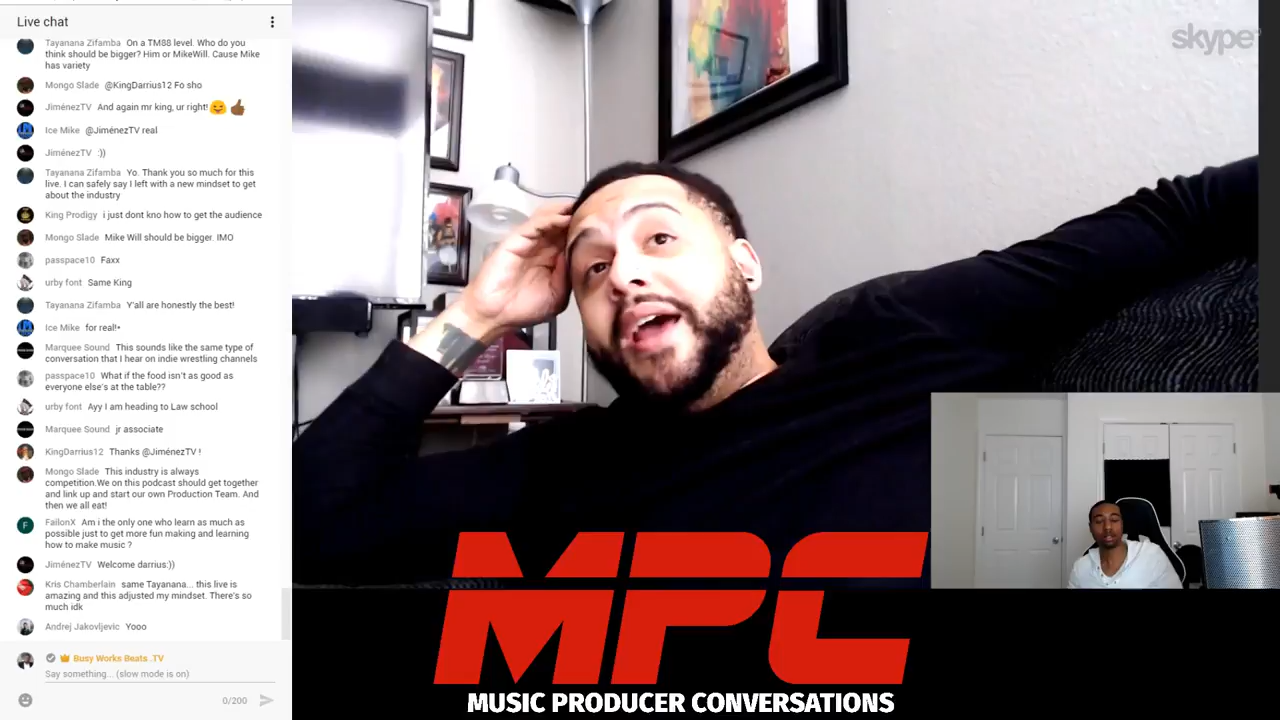 Live chat
Tayanana Zifamba On a TM88 level. Who do you
think should be bigger? Him or MikeWill. Cause Mike
has variety
Mongo Slade @KingDarrius12 Fo sho
JiménezTV And again mr king, ur right!🤗👍🏾
Ice Mike @JiménezTV real
JiménezTV :))
Tayanana Zifamba Yo. Thank you so much for this
live. I can safely say I left with a new mindset to get
about the industry
King Prodigy i just dont kno how to get the audience
Mongo Slade Mike Will should be bigger. IMO
passpace10 Faxx
urby font Same King
Tayanana Zifamba Y'all are honestly the best!
Ice Mike for real!*
Marquee Sound This sounds like the same type of
conversation that I hear on indie wrestling channels
passpace10 What if the food isn't as good as
everyone else's at the table??
urby font Ayy I am heading to Law school
Marquee Sound jr associate
KingDarrius12 Thanks @JiménezTV !
Mongo Slade This industry is always
competition.We on this podcast should get together
and link up and start our own Production Team. And
then we all eat!
F
FailonX Am i the only one who learn as much as
possible just to get more fun making and learning
how to make music ?
JiménezTV Welcome darrius:))
Kris Chamberlain same Tayanana... this live is
amazing and this adjusted my mindset. There's so
much idk
Andrej Jakovljevic Yooo
Busy Works Beats .TV
Say something... (slow mode is on)
0/200
skype
MPC
MUSIC PRODUCER CONVERSATIONS